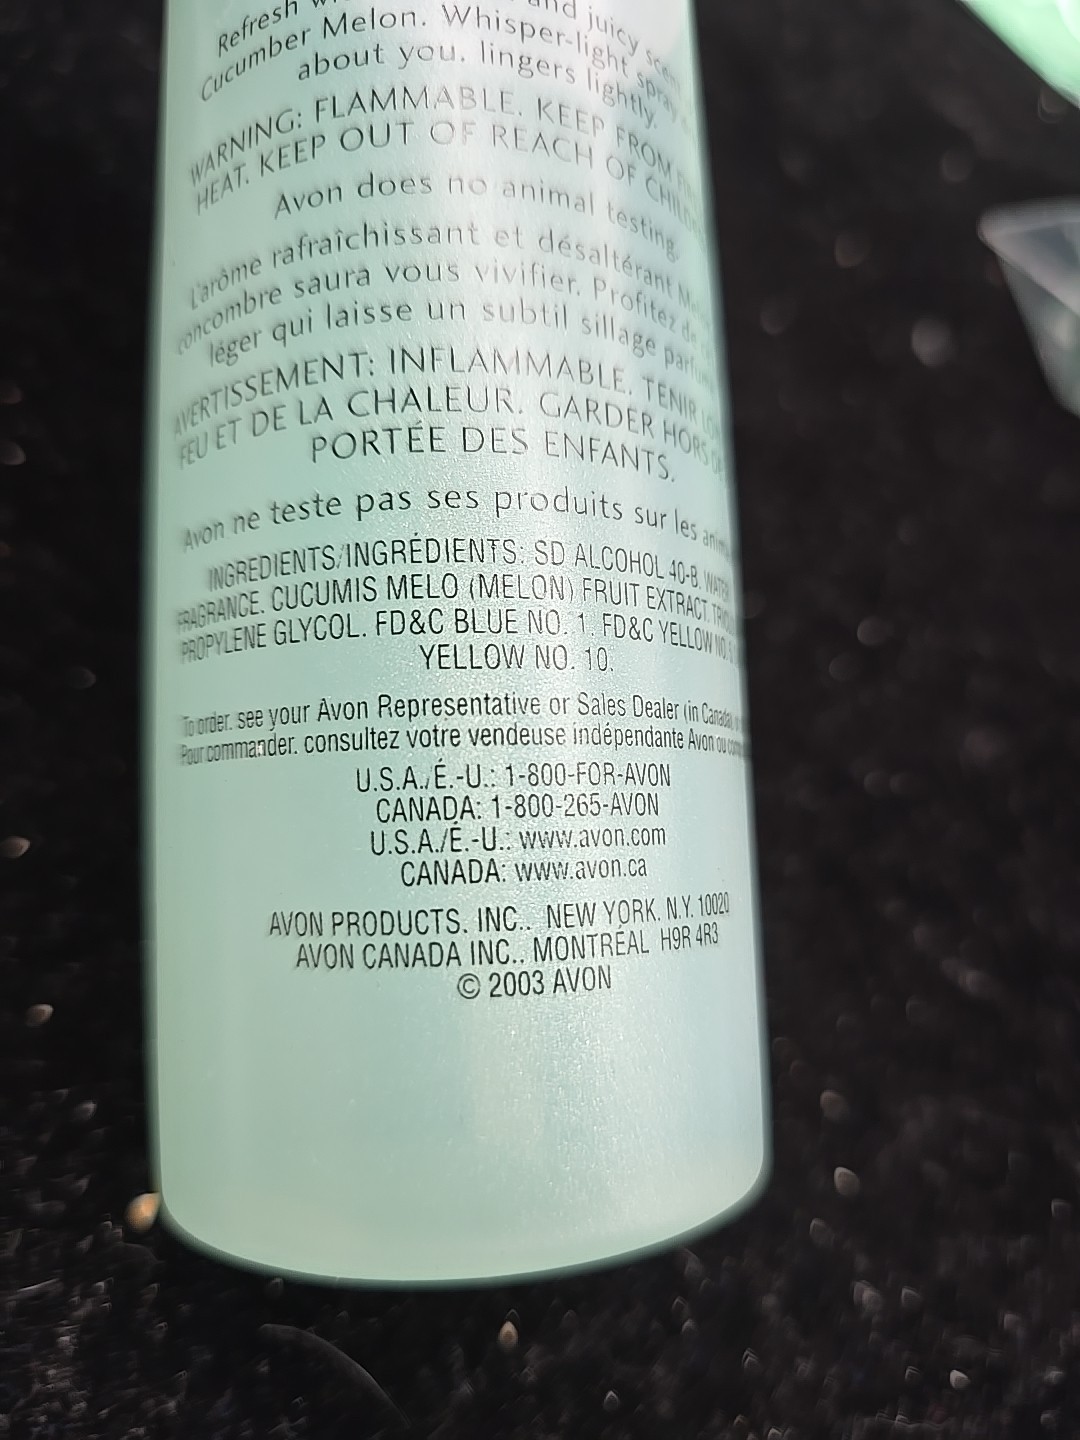 Refresh and juicy
Cucumber Melon. Whisper-light spray
about you. lingers lightly.
WARNING: FLAMMABLE. KEEP FROM
HEAT. KEEP OUT OF REACH OF
Avon does no animal testing.
L'arôme rafraîchissant et désaltérant
concombre saura vous vivifier. Profitez de
léger qui laisse un subtil sillage
AVERTISSEMENT: INFLAMMABLE. TENIR
FEU ET DE LA CHALEUR. GARDER HORS
PORTÉE DES ENFANTS.
Avon ne teste pas ses produits sur les
INGREDIENTS/INGRÉDIENTS: SD ALCOHOL 40-B.
FRAGRANCE. CUCUMIS MELO (MELON) FRUIT EXTRACT.
PROPYLENE GLYCOL. FD&C BLUE NO. 1. FD&C YELLOW
YELLOW NO. 10.
To order. see your Avon Representative or Sales Dealer (in Canada)
Pour commander. consultez votre vendeuse indépendante Avon ou
U.S.A./É.-U.: 1-800-FOR-AVON
CANADA: 1-800-265-AVON
U.S.A./É.-U.: www.avon.com
CANADA: www.avon.ca
AVON PRODUCTS. INC.. NEW YORK. N.Y. 10020
AVON CANADA INC.. MONTRÉAL H9R 4R3
© 2003 AVON